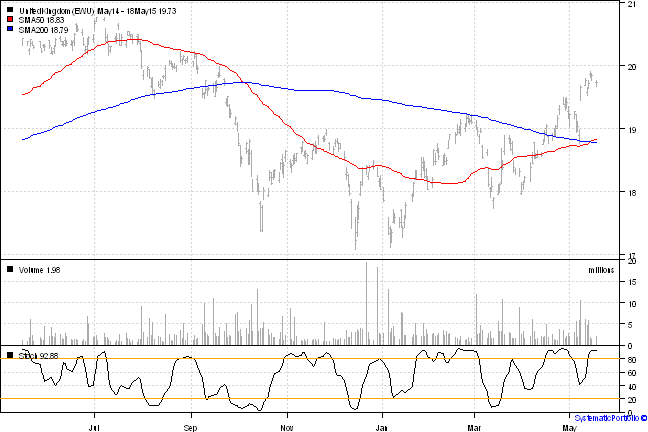 UnitedKingdom (EWU) May14 - 18May15 19.73
SMA50 18.83
SMA200 18.79
21
20
19
18
17
Volume 1.98
millions
20
15
10
5
0
Stoch 92.88
80
60
40
20
0
Jul Sep Nov Jan Mar May
SystematicPortfolio ©